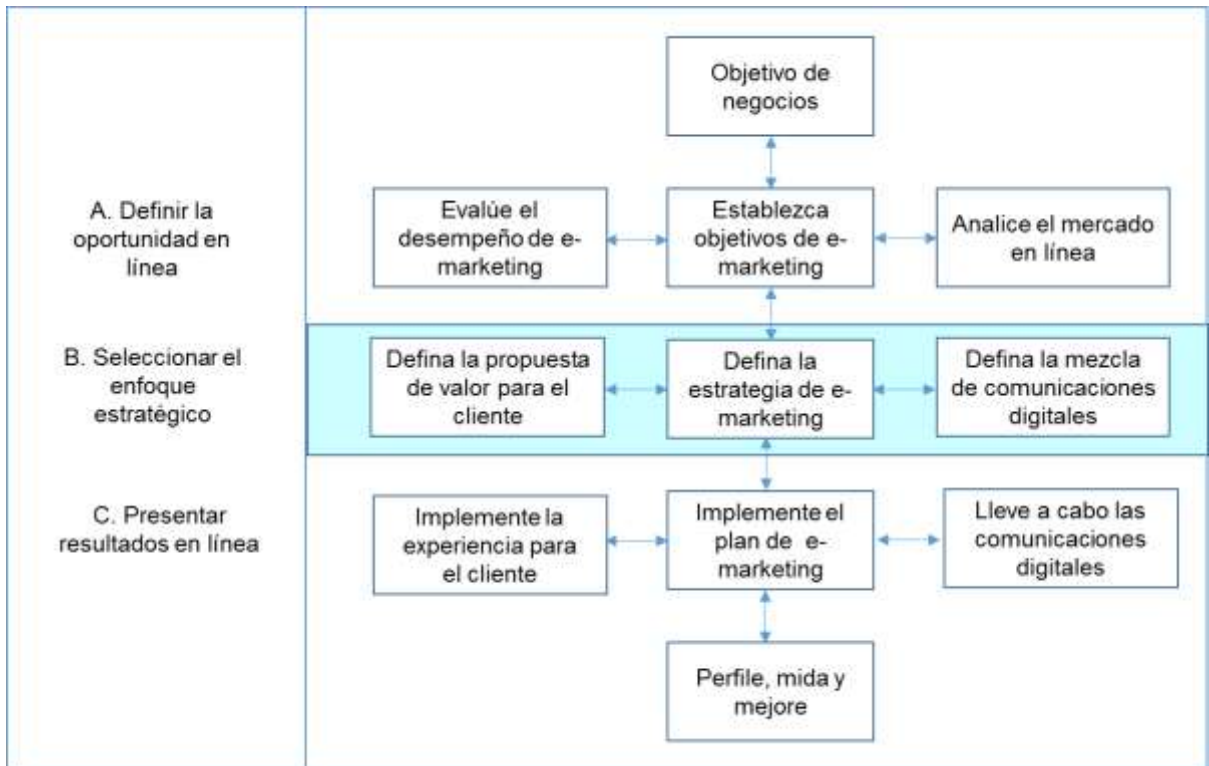 Objetivo de
negocios
A. Definir la
oportunidad en
línea
Evalúe el
desempeño de e-
marketing
Establezca
objetivos de e-
marketing
Analice el mercado
en línea
B. Seleccionar el
enfoque
estratégico
Defina la propuesta
de valor para el
cliente
Defina la
estrategia de e-
marketing
Defina la mezcla
de comunicaciones
digitales
C. Presentar
resultados en línea
Implemente la
experiencia para
el cliente
Implemente el
plan de e-
marketing
Lleve a cabo las
comunicaciones
digitales
Perfile, mida y
mejore